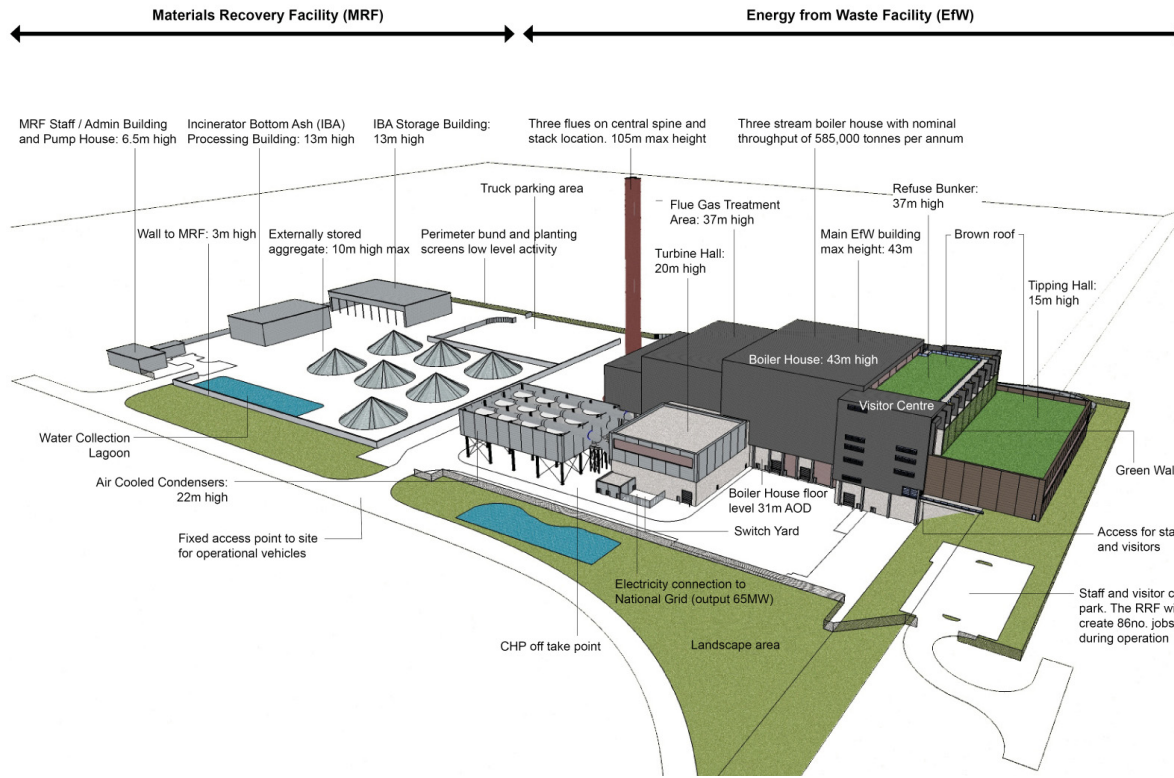 Materials Recovery Facility (MRF)
Energy from Waste Facility (EfW)
MRF Staff / Admin Building
and Pump House: 6.5m high
Incinerator Bottom Ash (IBA)
Processing Building: 13m high
IBA Storage Building:
13m high
Three flues on central spine and
stack location. 105m max height
Three stream boiler house with nominal
throughput of 585,000 tonnes per annum
Truck parking area
Flue Gas Treatment
Area: 37m high
Refuse Bunker:
37m high
Wall to MRF: 3m high
Externally stored
aggregate: 10m high max
Perimeter bund and planting
screens low level activity
Turbine Hall:
20m high
Main EfW building
max height: 43m
Brown roof
Tipping Hall:
15m high
Boiler House: 43m high
Visitor Centre
Water Collection
Lagoon
Green Wal
Air Cooled Condensers:
22m high
Boiler House floor
level 31m AOD
Switch Yard
Fixed access point to site
for operational vehicles
Access for sta
and visitors
Electricity connection to
National Grid (output 65MW)
Staff and visitor c
park. The RRF wi
create 86no. jobs
during operation
CHP off take point
Landscape area